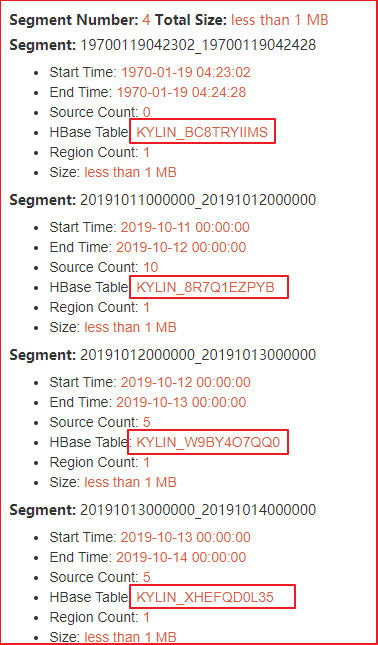 Segment Number: 4 Total Size: less than 1 MB
Segment: 19700119042302_19700119042428
Start Time: 1970-01-19 04:23:02
End Time: 1970-01-19 04:24:28
Source Count: 0
HBase Table: KYLIN_BC8TRYIIMS
Region Count: 1
Size: less than 1 MB
Segment: 20191011000000_20191012000000
Start Time: 2019-10-11 00:00:00
End Time: 2019-10-12 00:00:00
Source Count: 10
HBase Table: KYLIN_8R7Q1EZPYB
Region Count: 1
Size: less than 1 MB
Segment: 20191012000000_20191013000000
Start Time: 2019-10-12 00:00:00
End Time: 2019-10-13 00:00:00
Source Count: 5
HBase Table: KYLIN_W9BY4O7QQ0
Region Count: 1
Size: less than 1 MB
Segment: 20191013000000_20191014000000
Start Time: 2019-10-13 00:00:00
End Time: 2019-10-14 00:00:00
Source Count: 5
HBase Table: KYLIN_XHEFQD0L35
Region Count: 1
Size: less than 1 MB